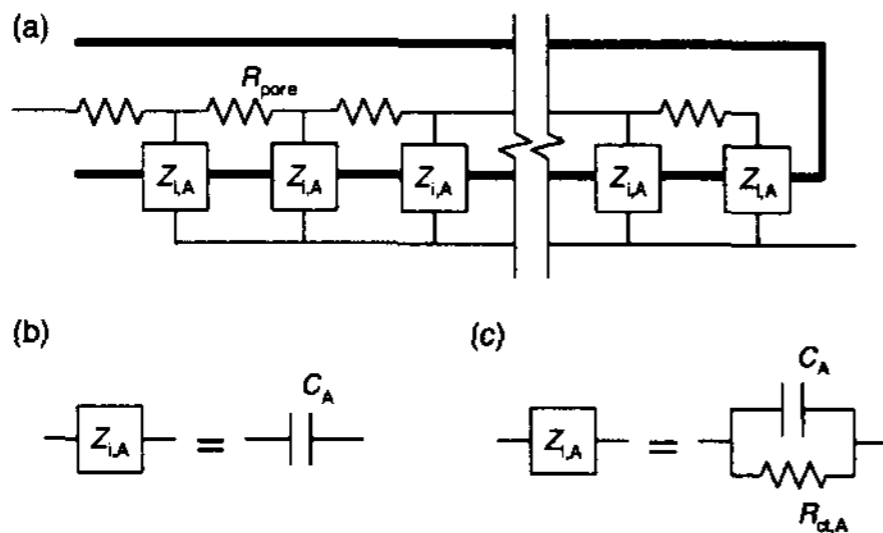 (a)
R_pore
Z_i,A Z_i,A Z_i,A Z_i,A Z_i,A
(b) (c)
C_A C_A
Z_i,A = Z_i,A =
R_ct,A